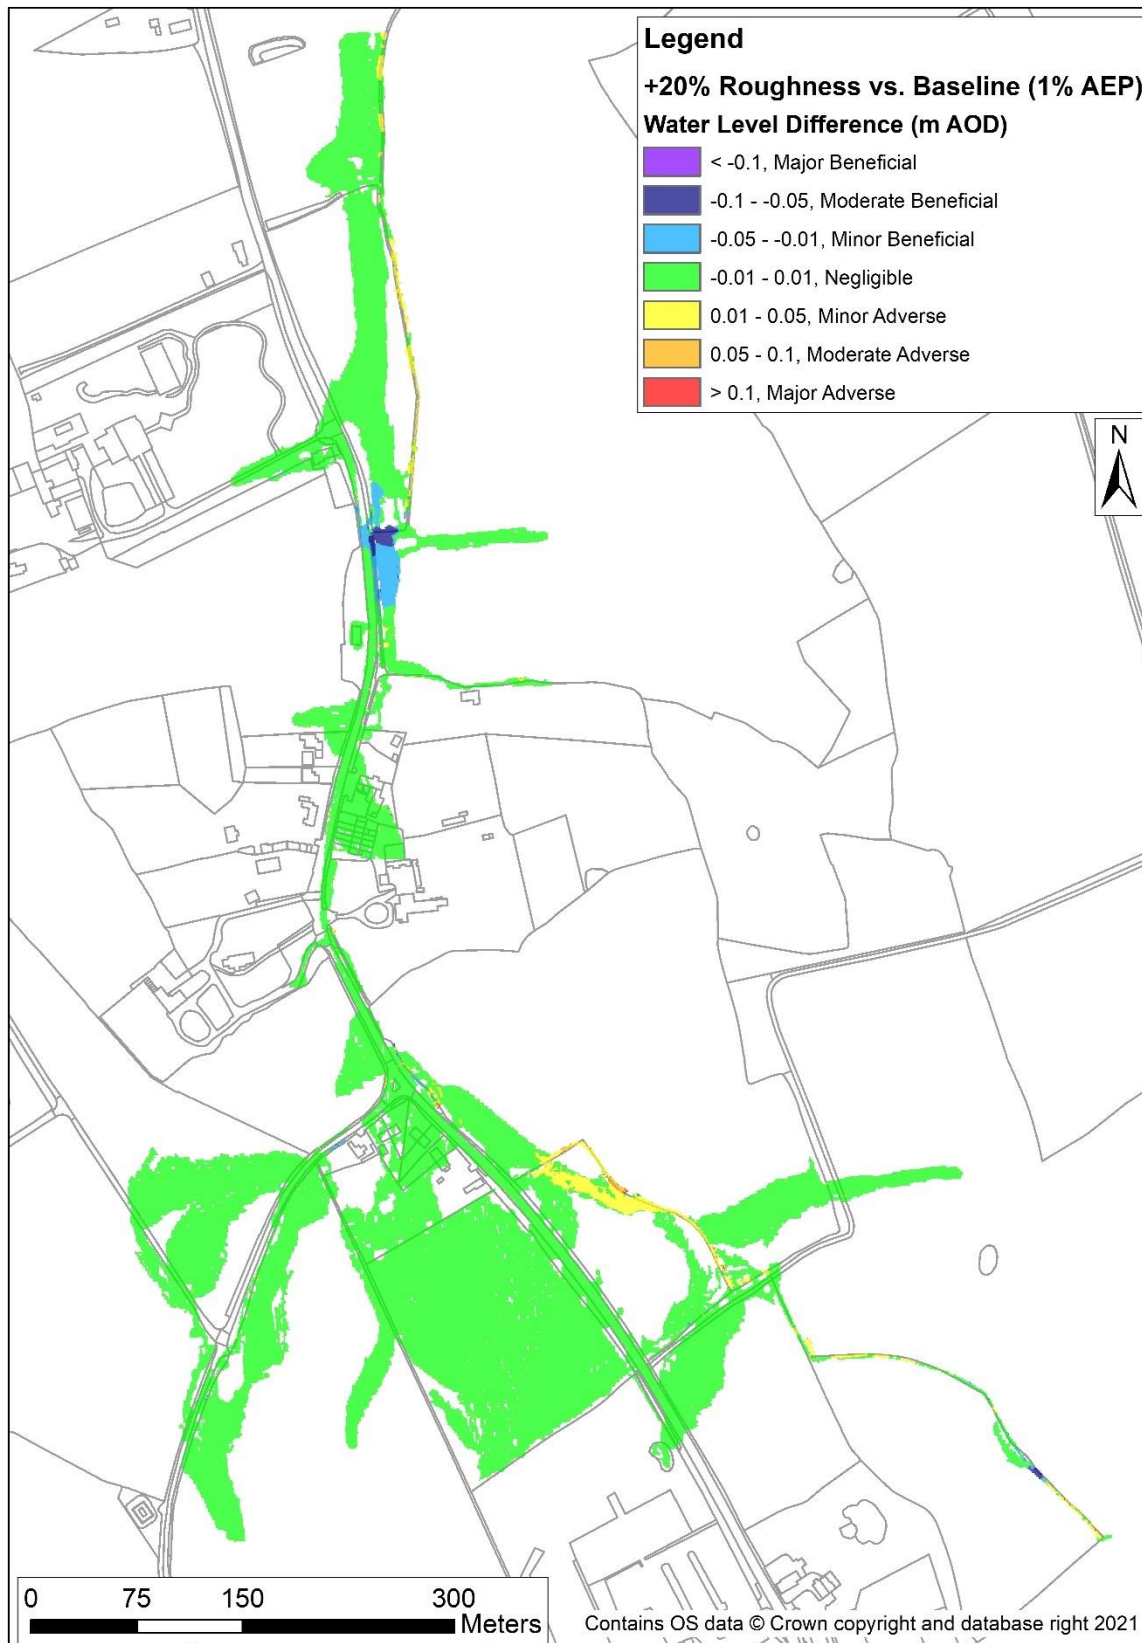 Legend
+20% Roughness vs. Baseline (1% AEP)
Water Level Difference (m AOD)
< -0.1, Major Beneficial
-0.1 - -0.05, Moderate Beneficial
-0.05 - -0.01, Minor Beneficial
-0.01 - 0.01, Negligible
0.01 - 0.05, Minor Adverse
0.05 - 0.1, Moderate Adverse
> 0.1, Major Adverse
N
0 75 150 300
Meters
Contains OS data © Crown copyright and database right 2021